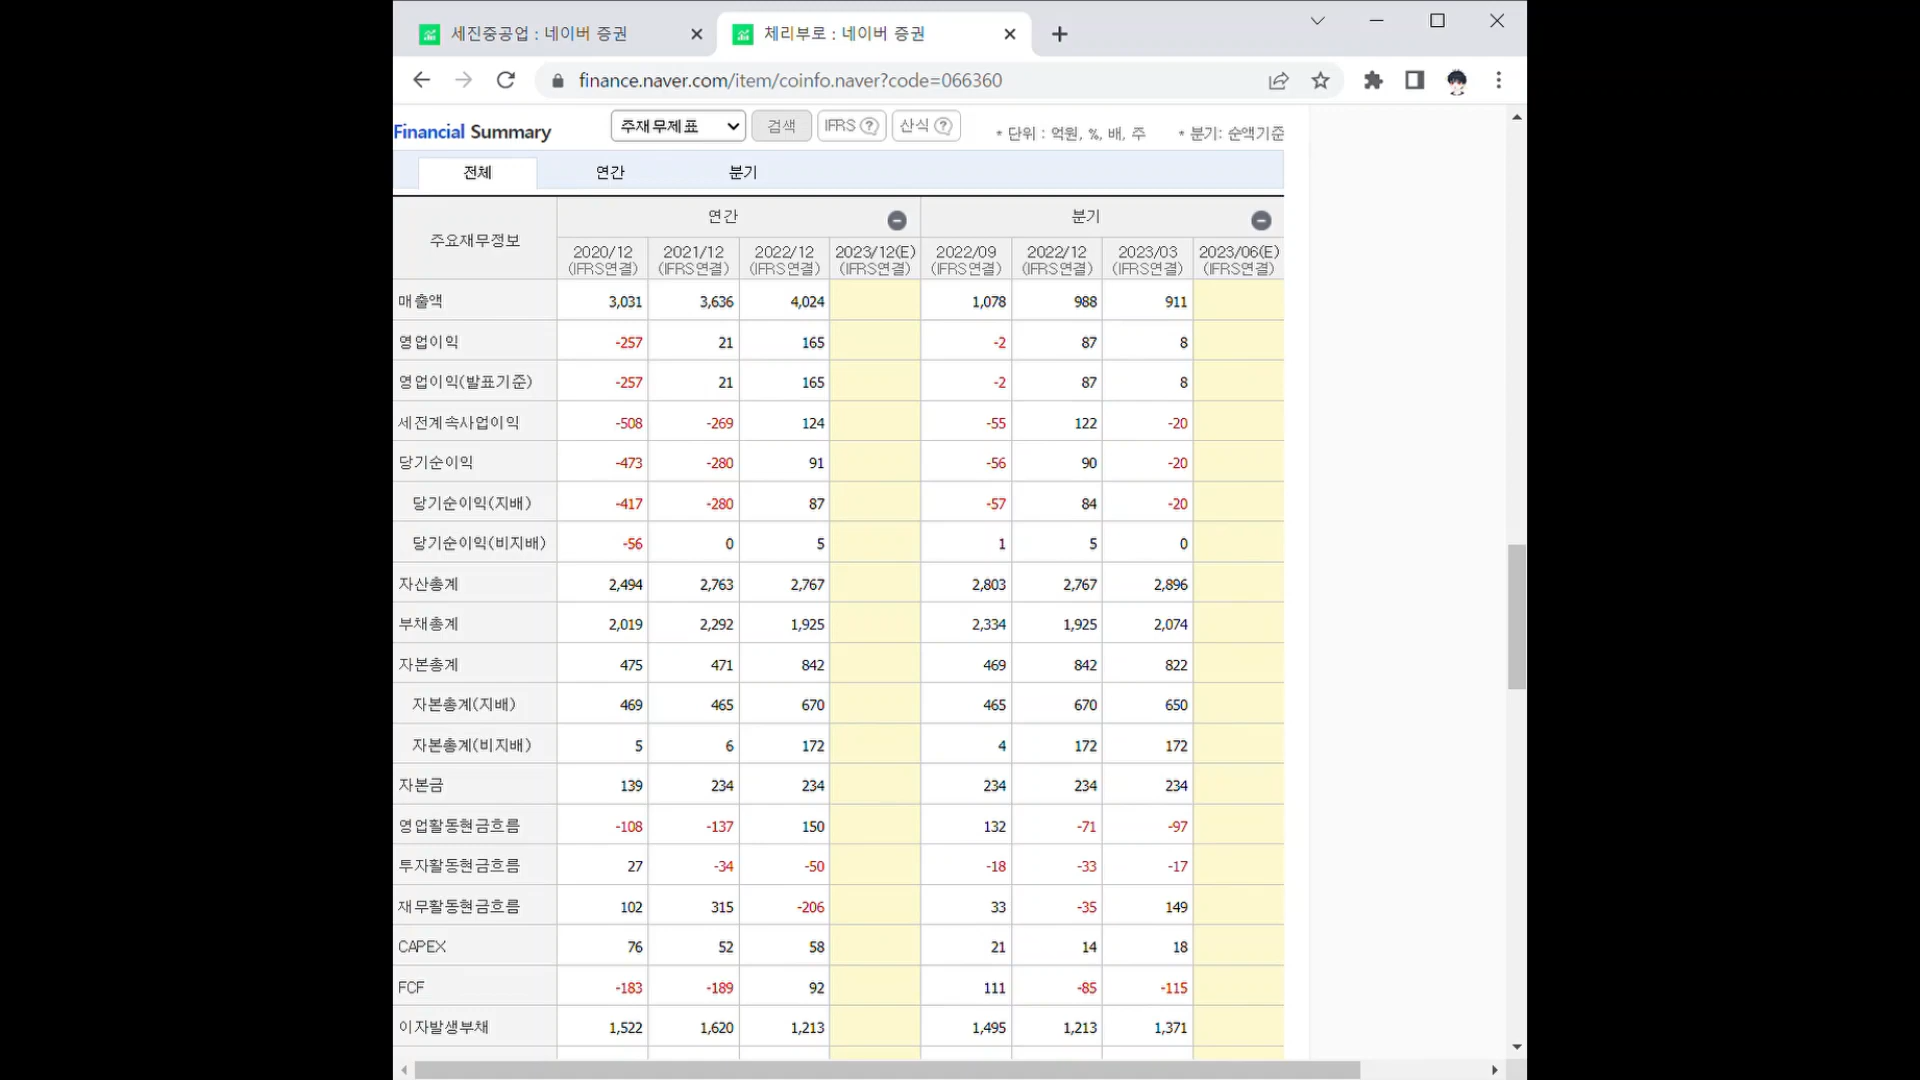 세진중공업 : 네이버 증권
체리부로 : 네이버 증권
finance.naver.com/item/coinfo.naver?code=066360
Financial Summary 주재무제표 검색 IFRS ? 산식 ? * 단위 : 억원, %, 배, 주 * 분기: 순액기준
전체 연간 분기
주요재무정보 연간 분기
2020/12 2021/12 2022/12 2023/12(E) 2022/09 2022/12 2023/03 2023/06(E)
(IFRS연결) (IFRS연결) (IFRS연결) (IFRS연결) (IFRS연결) (IFRS연결) (IFRS연결) (IFRS연결)
매출액 3,031 3,636 4,024 1,078 988 911
영업이익 -257 21 165 -2 87 8
영업이익(발표기준) -257 21 165 -2 87 8
세전계속사업이익 -508 -269 124 -55 122 -20
당기순이익 -473 -280 91 -56 90 -20
당기순이익(지배) -417 -280 87 -57 84 -20
당기순이익(비지배) -56 0 5 1 5 0
자산총계 2,494 2,763 2,767 2,803 2,767 2,896
부채총계 2,019 2,292 1,925 2,334 1,925 2,074
자본총계 475 471 842 469 842 822
자본총계(지배) 469 465 670 465 670 650
자본총계(비지배) 5 6 172 4 172 172
자본금 139 234 234 234 234 234
영업활동현금흐름 -108 -137 150 132 -71 -97
투자활동현금흐름 27 -34 -50 -18 -33 -17
재무활동현금흐름 102 315 -206 33 -35 149
CAPEX 76 52 58 21 14 18
FCF -183 -189 92 111 -85 -115
이자발생부채 1,522 1,620 1,213 1,495 1,213 1,371